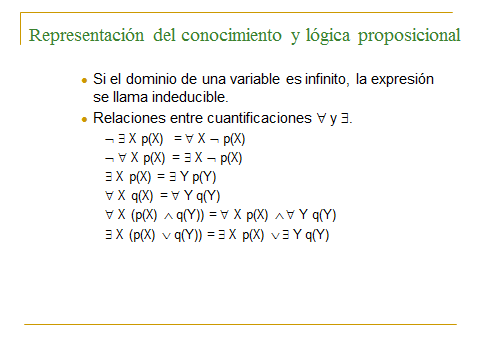 Representación del conocimiento y lógica proposicional
Si el dominio de una variable es infinito, la expresión
se llama indeducible.
Relaciones entre cuantificaciones ∀ y ∃.
¬ ∃ X p(X) = ∀ X ¬ p(X)
¬ ∀ X p(X) = ∃ X ¬ p(X)
∃ X p(X) = ∃ Y p(Y)
∀ X q(X) = ∀ Y q(Y)
∀ X (p(X) ∧ q(Y)) = ∀ X p(X) ∧ ∀ Y q(Y)
∃ X (p(X) ∨ q(Y)) = ∃ X p(X) ∨ ∃ Y q(Y)